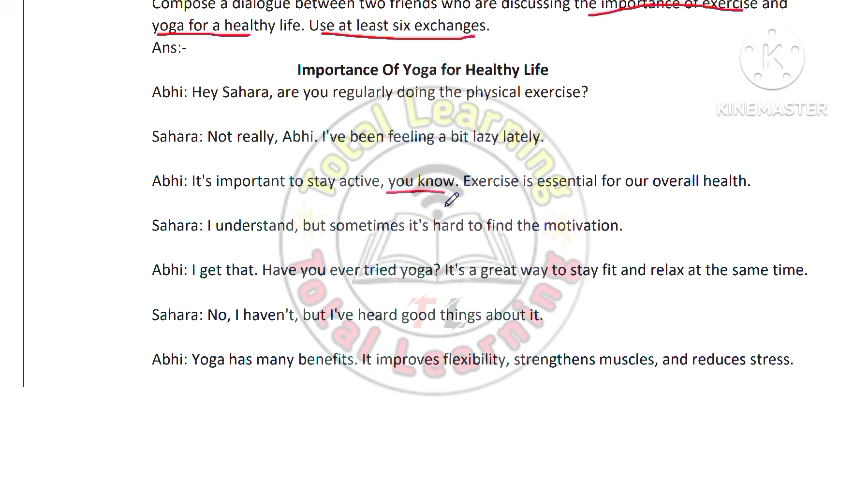 Compose a dialogue between two friends who are discussing the importance of exercise and
yoga for a healthy life. Use at least six exchanges.
Ans:-
Importance Of Yoga for Healthy Life
Abhi: Hey Sahara, are you regularly doing the physical exercise?
Sahara: Not really, Abhi. I've been feeling a bit lazy lately.
Abhi: It's important to stay active, you know. Exercise is essential for our overall health.
Sahara: I understand, but sometimes it's hard to find the motivation.
Abhi: I get that. Have you ever tried yoga? It's a great way to stay fit and relax at the same time.
Sahara: No, I haven't, but I've heard good things about it.
Abhi: Yoga has many benefits. It improves flexibility, strengthens muscles, and reduces stress.
KINEMASTER
Total Learning
TL
Total Learning